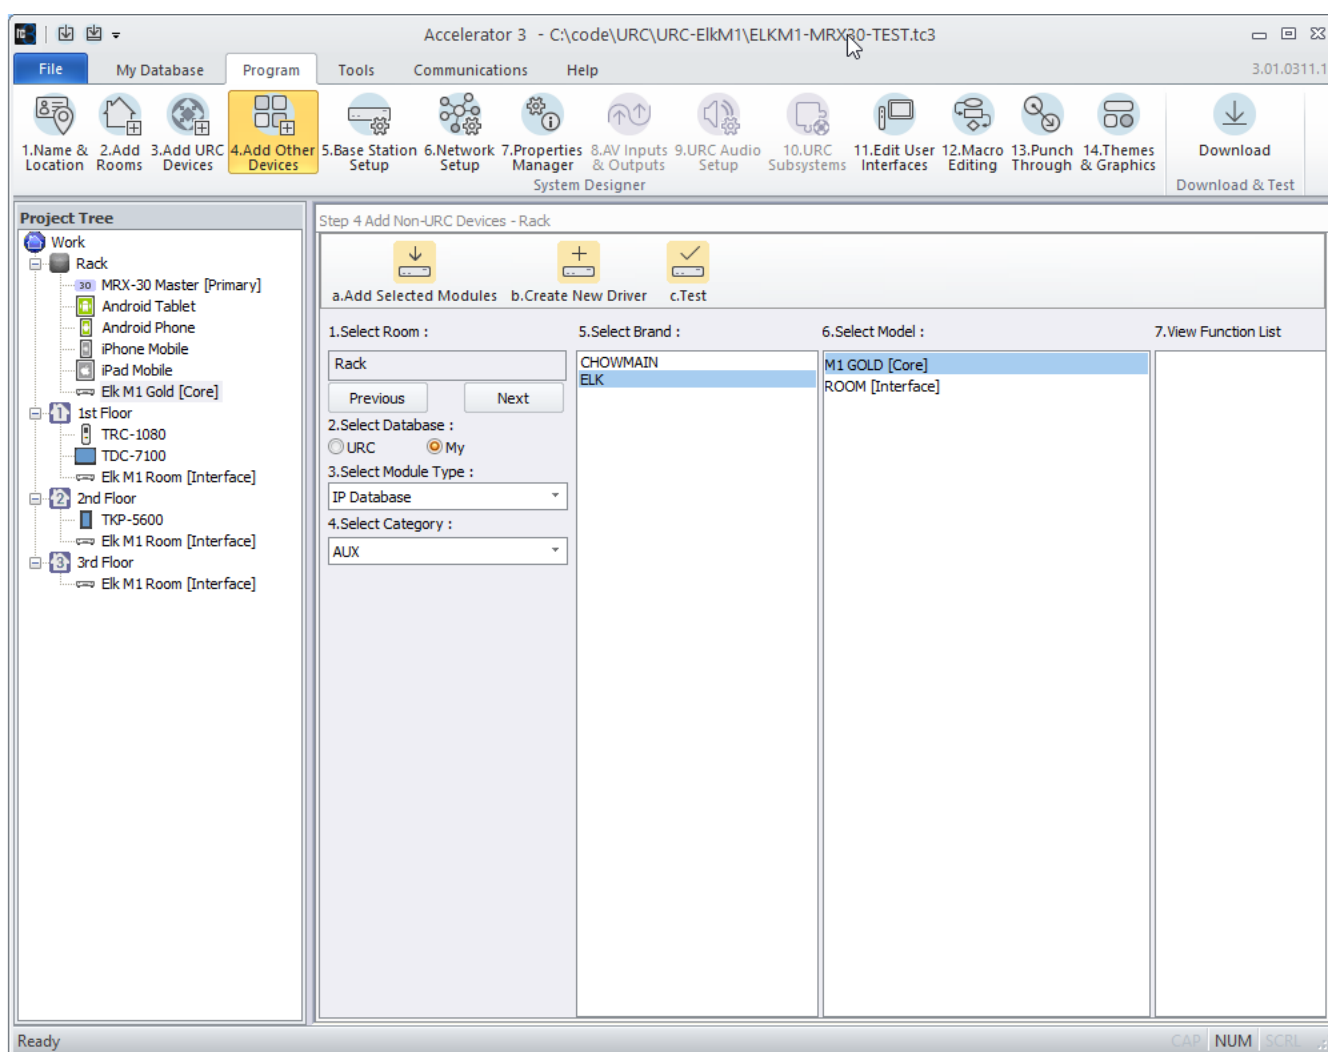 Accelerator 3 - C:\code\URC\URC-ElkM1\ELKM1-MRX30-TEST.tc3
File My Database Program Tools Communications Help 3.01.0311.1
1.Name & Location
2.Add Rooms
3.Add URC Devices
4.Add Other Devices
5.Base Station Setup
6.Network Setup
7.Properties Manager
8.AV Inputs & Outputs
9.URC Audio Setup
10.URC Subsystems
11.Edit User Interfaces
12.Macro Editing
13.Punch Through
14.Themes & Graphics
Download
System Designer
Download & Test
Project Tree
Work
Rack
30 MRX-30 Master [Primary]
Android Tablet
Android Phone
iPhone Mobile
iPad Mobile
Elk M1 Gold [Core]
1 1st Floor
TRC-1080
TDC-7100
Elk M1 Room [Interface]
2 2nd Floor
TKP-5600
Elk M1 Room [Interface]
3 3rd Floor
Elk M1 Room [Interface]
Step 4 Add Non-URC Devices - Rack
a.Add Selected Modules b.Create New Driver c.Test
1.Select Room :
Rack
Previous Next
2.Select Database :
URC My
3.Select Module Type :
IP Database
4.Select Category :
AUX
5.Select Brand :
CHOWMAIN
ELK
6.Select Model :
M1 GOLD [Core]
ROOM [Interface]
7.View Function List
Ready
CAP NUM SCRL